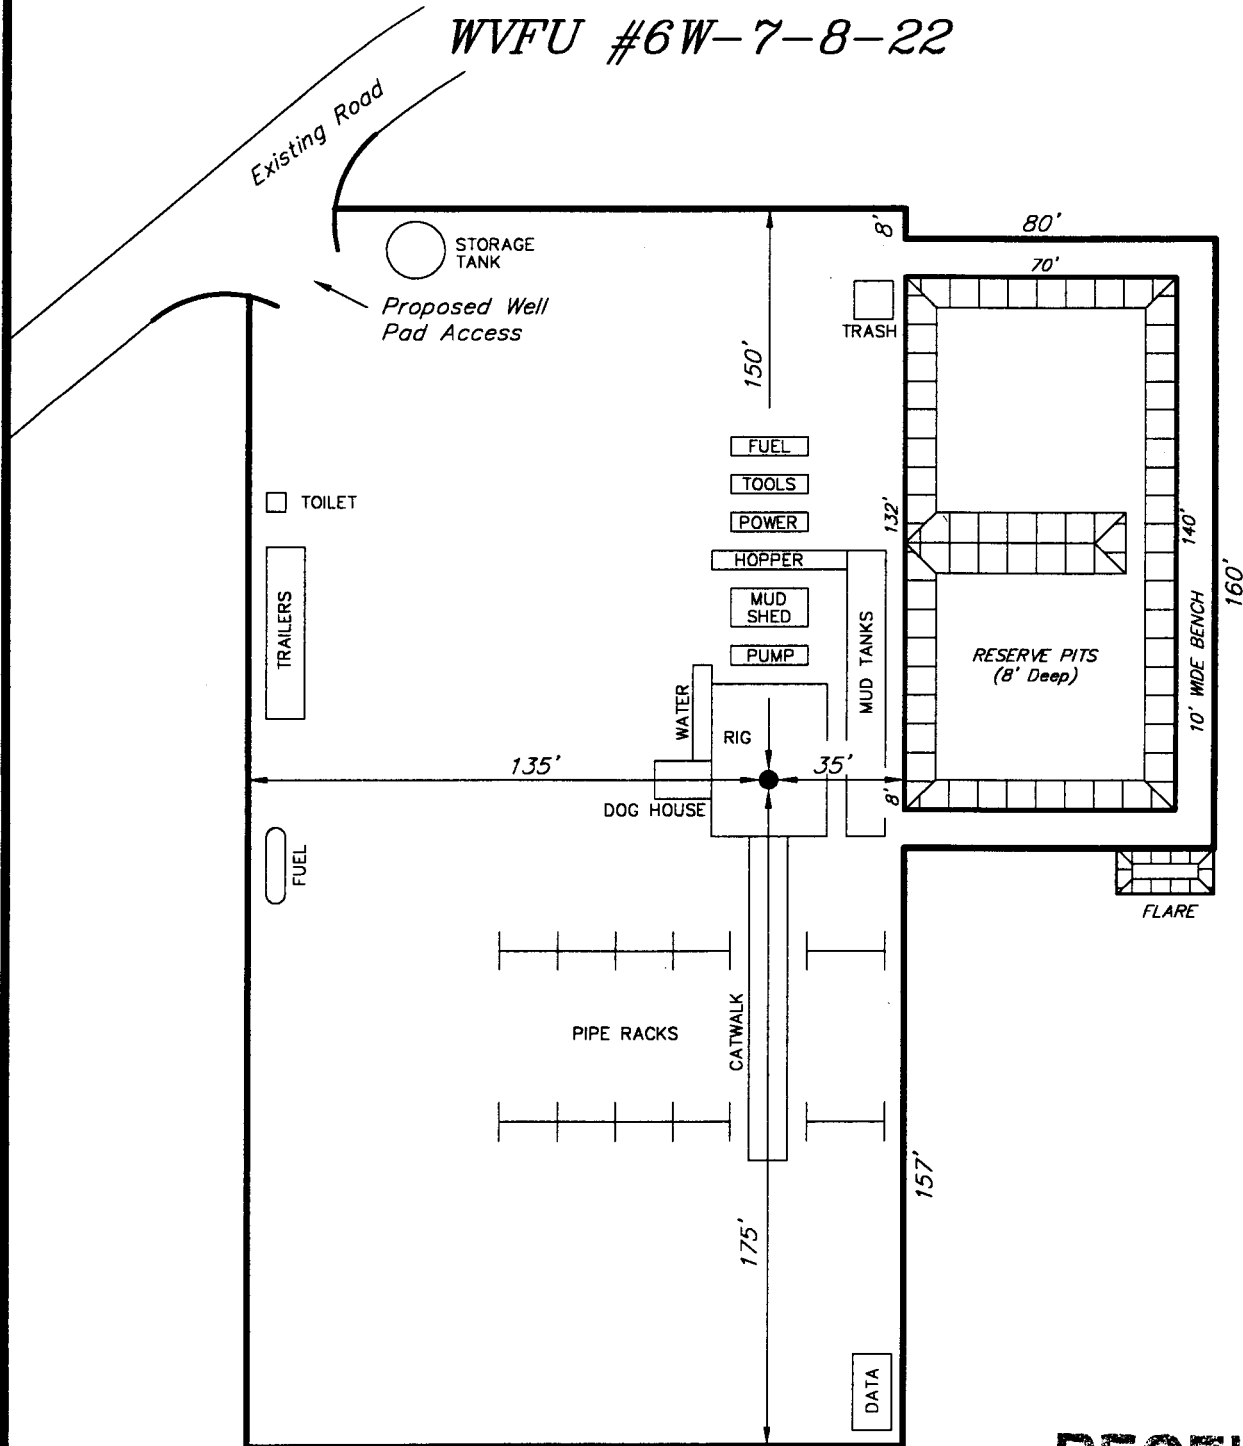 WVFU #6W-7-8-22
Existing Road
STORAGE
TANK
Proposed Well
Pad Access
8'
80'
70'
TRASH
150'
FUEL
TOOLS
POWER
HOPPER
MUD
SHED
PUMP
TOILET
TRAILERS
132'
140'
160'
MUD TANKS
RESERVE PITS
(8' Deep)
10' WIDE BENCH
WATER
RIG
135'
35'
8'
DOG HOUSE
FUEL
FLARE
PIPE RACKS
CATWALK
157'
175'
DATA